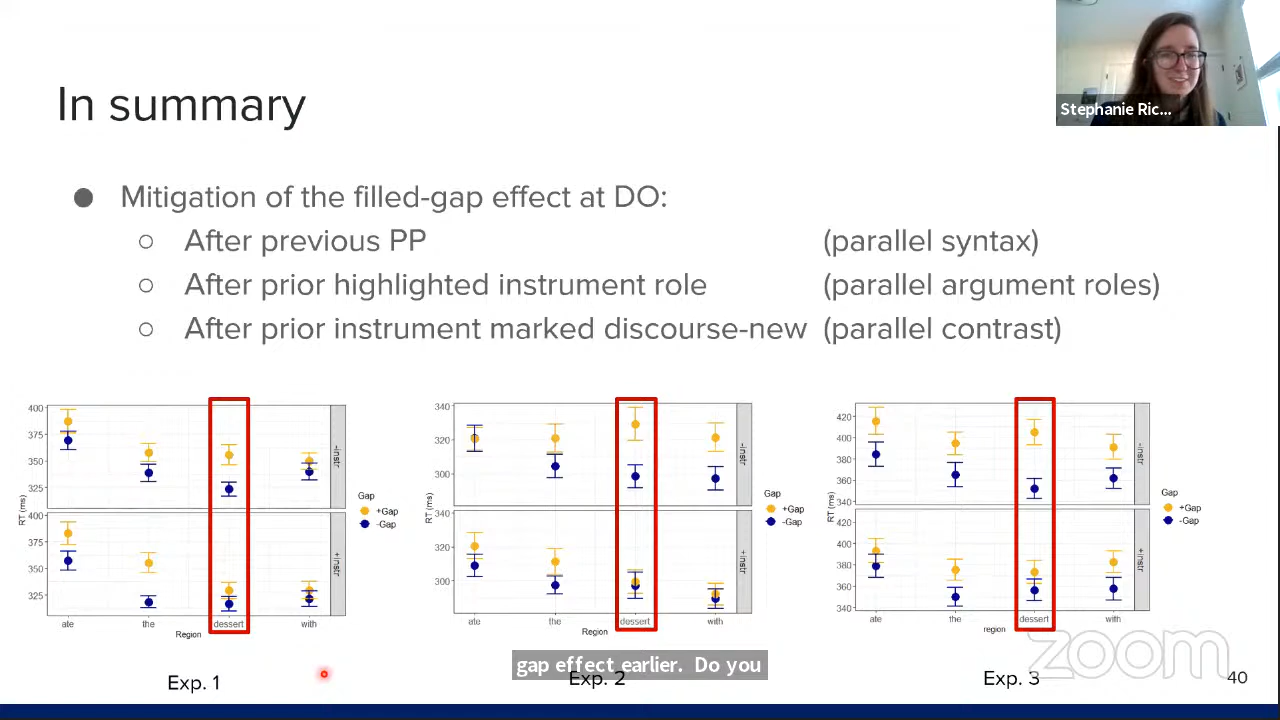 In summary
Stephanie Ric...
● Mitigation of the filled-gap effect at DO:
○ After previous PP (parallel syntax)
○ After prior highlighted instrument role (parallel argument roles)
○ After prior instrument marked discourse-new (parallel contrast)
400
375
350
325
-instr
400
375
350
325
+instr
RT (ms)
ate the dessert with
Region
Gap
+Gap
-Gap
Exp. 1
340
320
300
-instr
340
320
300
+instr
RT (ms)
ate the dessert with
Region
Gap
+Gap
-Gap
Exp. 2
420
400
380
360
340
-instr
420
400
380
360
340
+instr
RT (ms)
ate the dessert with
region
Gap
+Gap
-Gap
Exp. 3
gap effect earlier. Do you
zoom
40